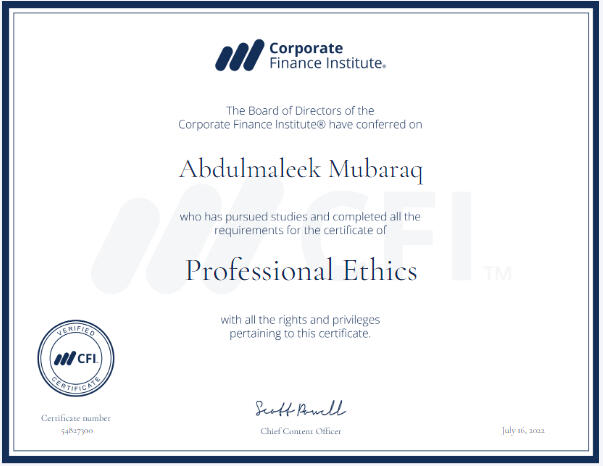 Corporate
Finance Institute®
The Board of Directors of the
Corporate Finance Institute® have conferred on
Abdulmaleek Mubaraq
who has pursued studies and completed all the
requirements for the certificate of
CFI™
Professional Ethics
with all the rights and privileges
pertaining to this certificate.
VERIFIED
CFI
CERTIFICATE
Scott Powell
Certificate number
54827300
Chief Content Officer
July 16, 2022